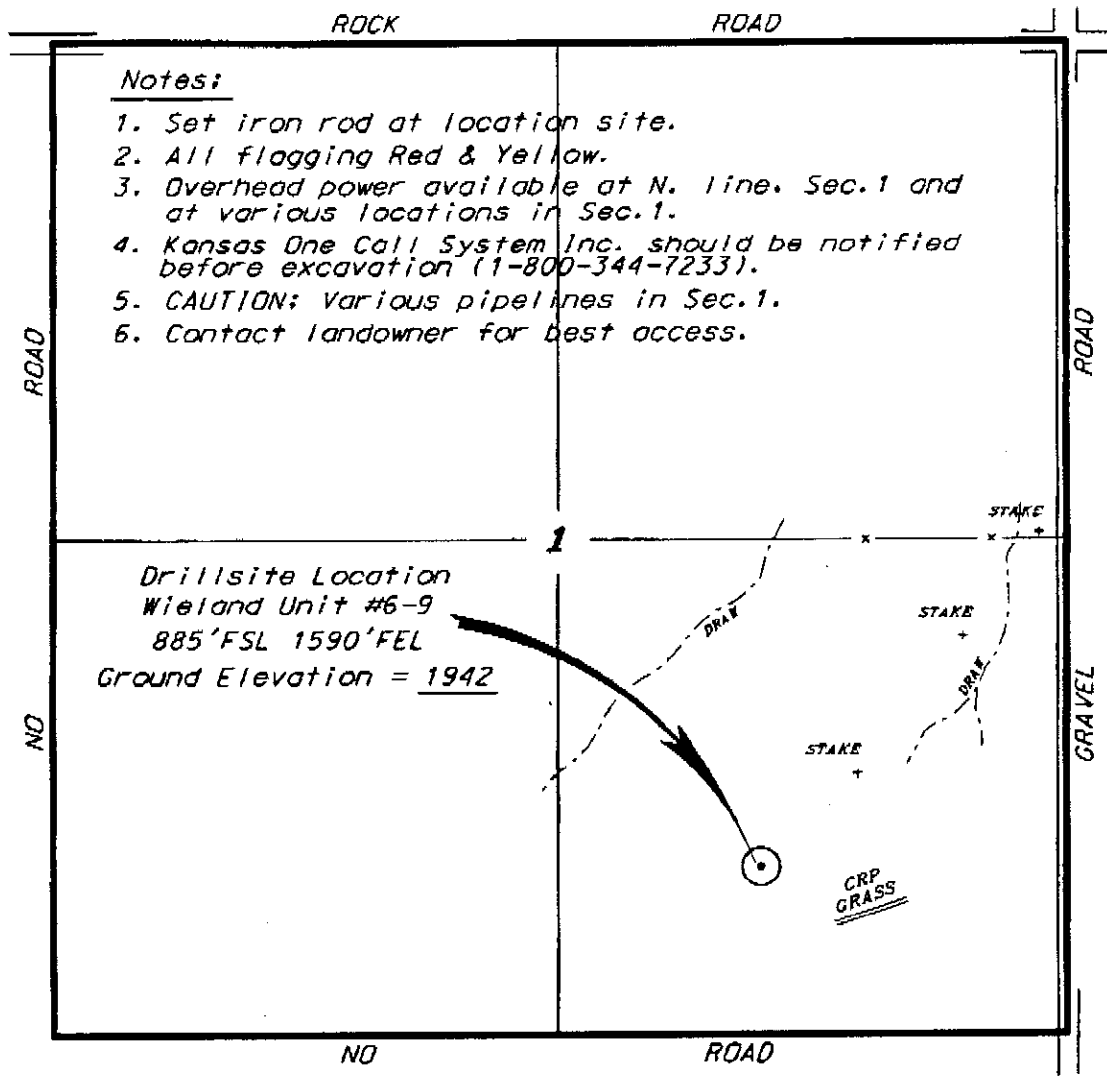 ROCK ROAD
Notes:
1. Set iron rod at location site.
2. All flagging Red & Yellow.
3. Overhead power available at N. line. Sec.1 and
at various locations in Sec.1.
4. Kansas One Call System Inc. should be notified
before excavation (1-800-344-7233).
5. CAUTION: Various pipelines in Sec.1.
6. Contact landowner for best access.
ROAD
ROAD
STAKE
1
Drillsite Location
Wieland Unit #6-9
885'FSL 1590'FEL
Ground Elevation = 1942
DRAW
STAKE
DRAW
NO
GRAVEL
STAKE
CRP
GRASS
NO ROAD